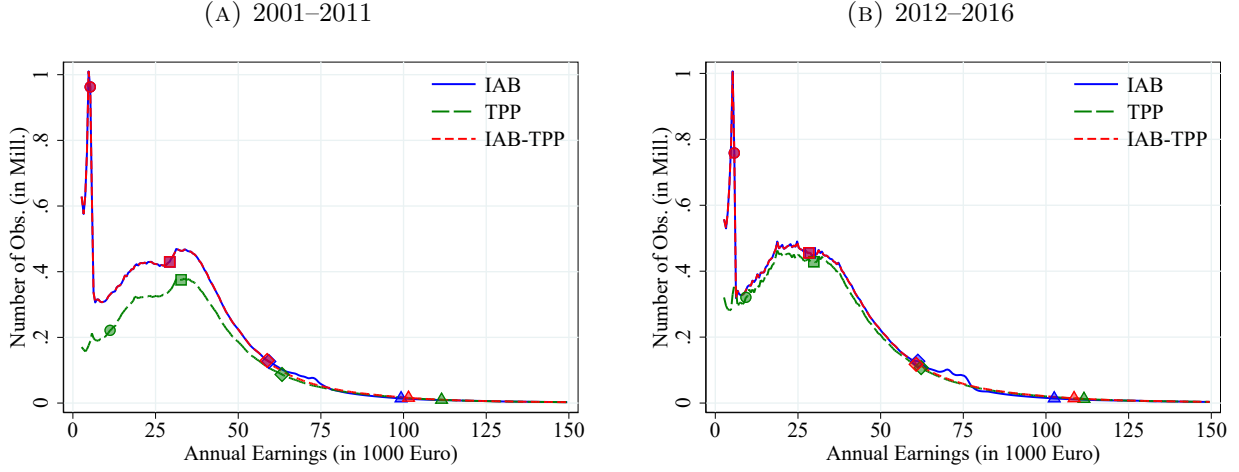 (A) 2001–2011
Number of Obs. (in Mill.)
1
.8
.6
.4
.2
0
IAB
TPP
IAB-TPP
0 25 50 75 100 125 150
Annual Earnings (in 1000 Euro)
(B) 2012–2016
Number of Obs. (in Mill.)
1
.8
.6
.4
.2
0
IAB
TPP
IAB-TPP
0 25 50 75 100 125 150
Annual Earnings (in 1000 Euro)